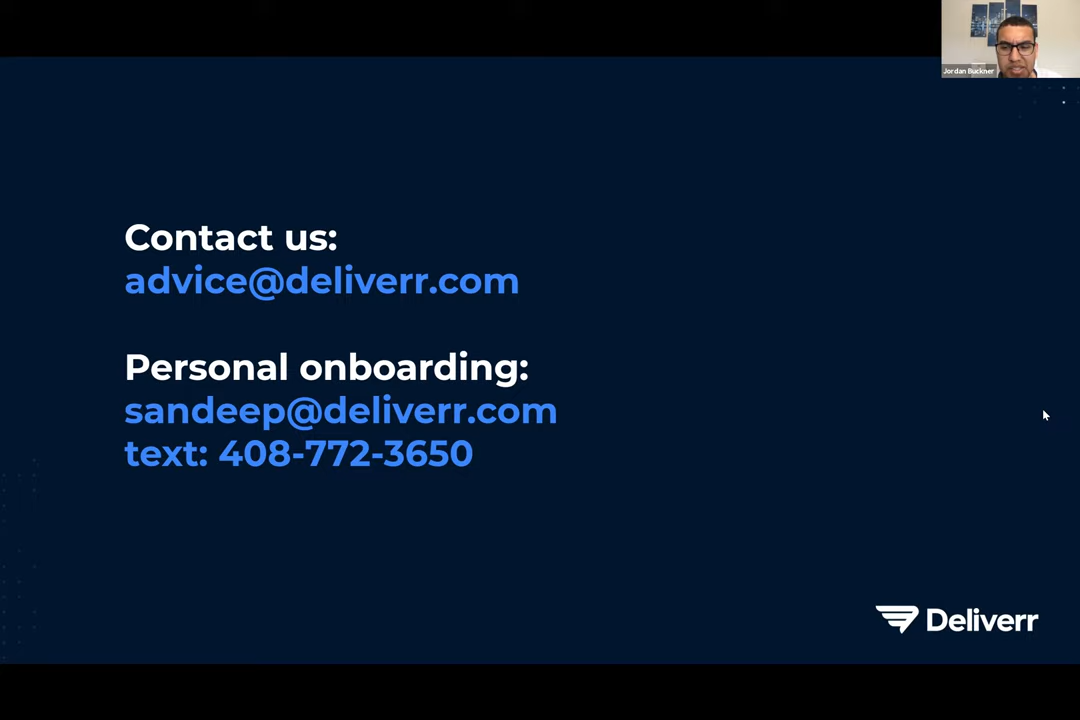 Jordan Buckner
Contact us:
advice@deliverr.com
Personal onboarding:
sandeep@deliverr.com
text: 408-772-3650
Deliverr